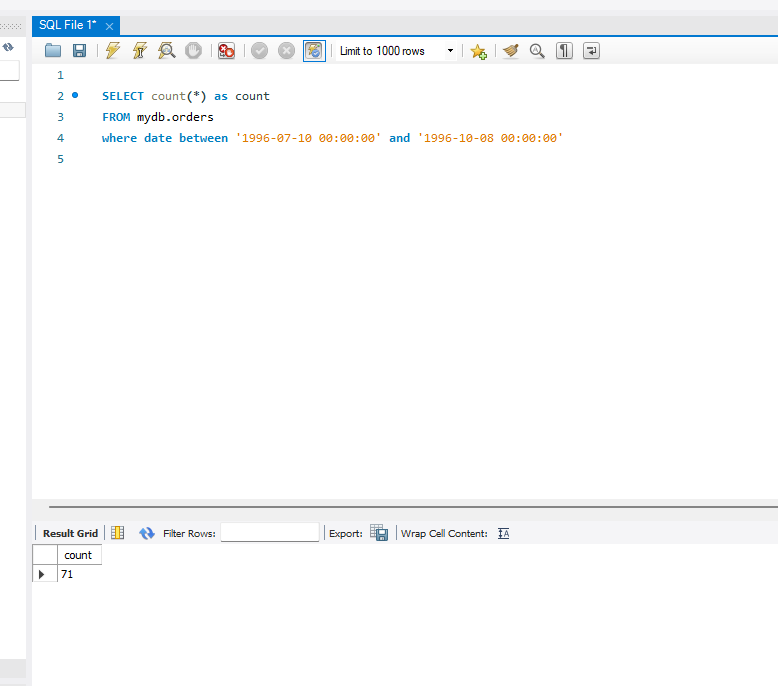 SQL File 1*
Limit to 1000 rows
1
2 SELECT count(*) as count
3 FROM mydb.orders
4 where date between '1996-07-10 00:00:00' and '1996-10-08 00:00:00'
5
Result Grid Filter Rows: Export: Wrap Cell Content:
count
71